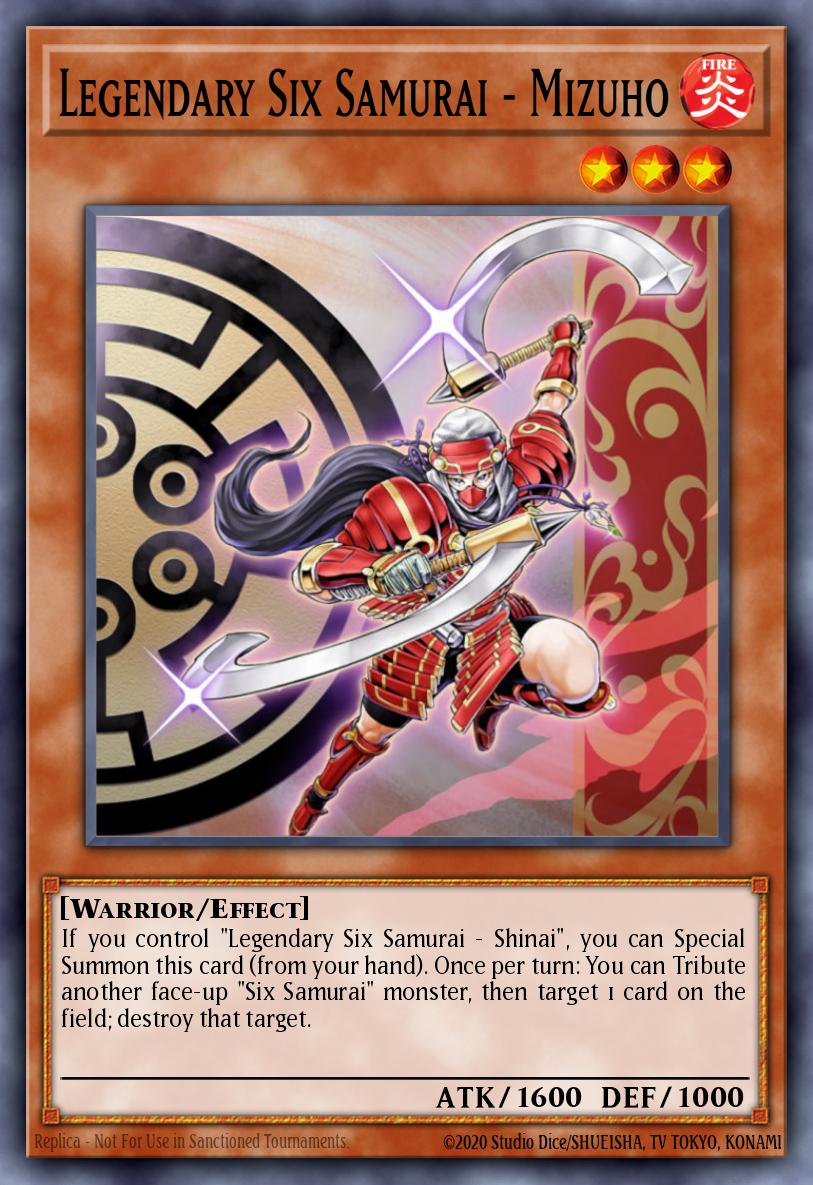 Legendary Six Samurai - Mizuho
FIRE
炎
[Warrior/Effect]
If you control "Legendary Six Samurai - Shinai", you can Special
Summon this card (from your hand). Once per turn: You can Tribute
another face-up "Six Samurai" monster, then target 1 card on the
field; destroy that target.
ATK/1600 DEF/1000
Replica - Not For Use in Sanctioned Tournaments.
©2020 Studio Dice/SHUEISHA, TV TOKYO, KONAMI